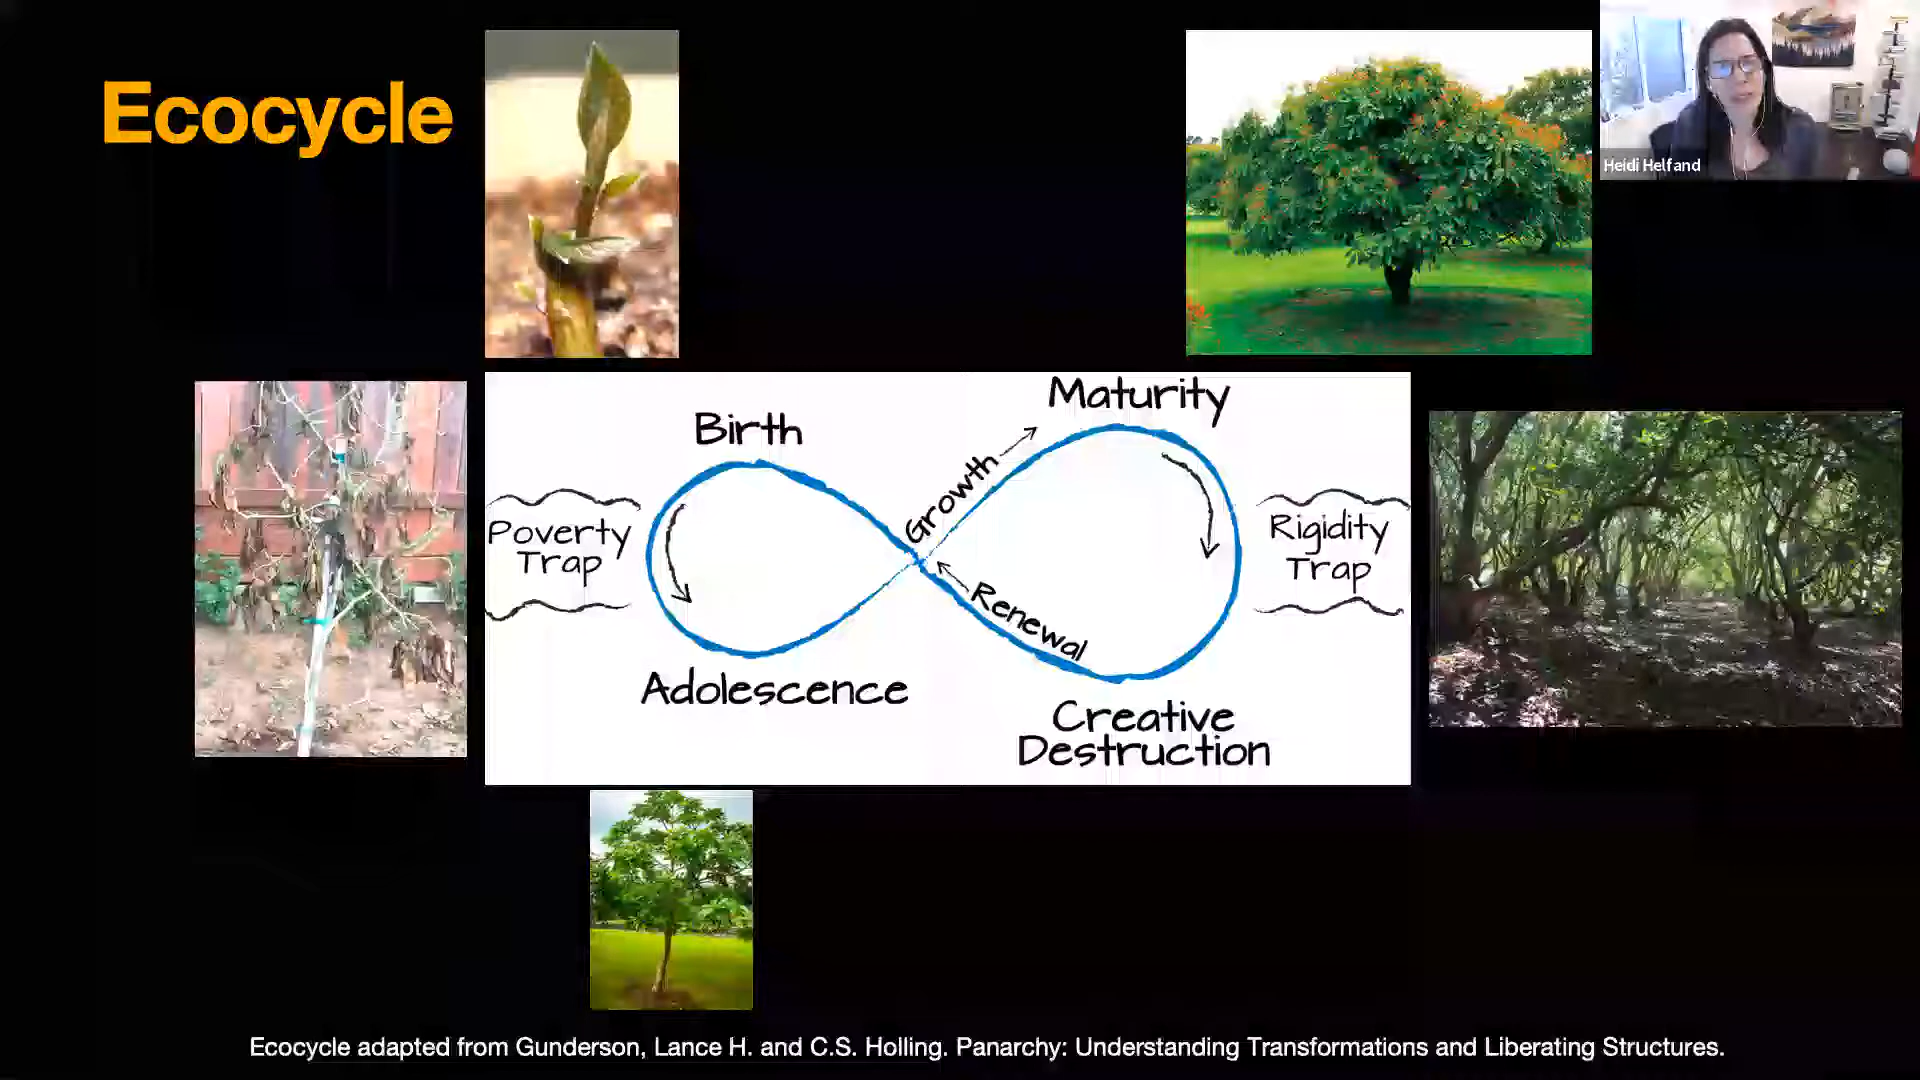 Ecocycle
Heidi Helfand
Maturity
Birth
Growth
Poverty
Trap
Rigidity
Trap
Renewal
Adolescence
Creative
Destruction
Ecocycle adapted from Gunderson, Lance H. and C.S. Holling. Panarchy: Understanding Transformations and Liberating Structures.